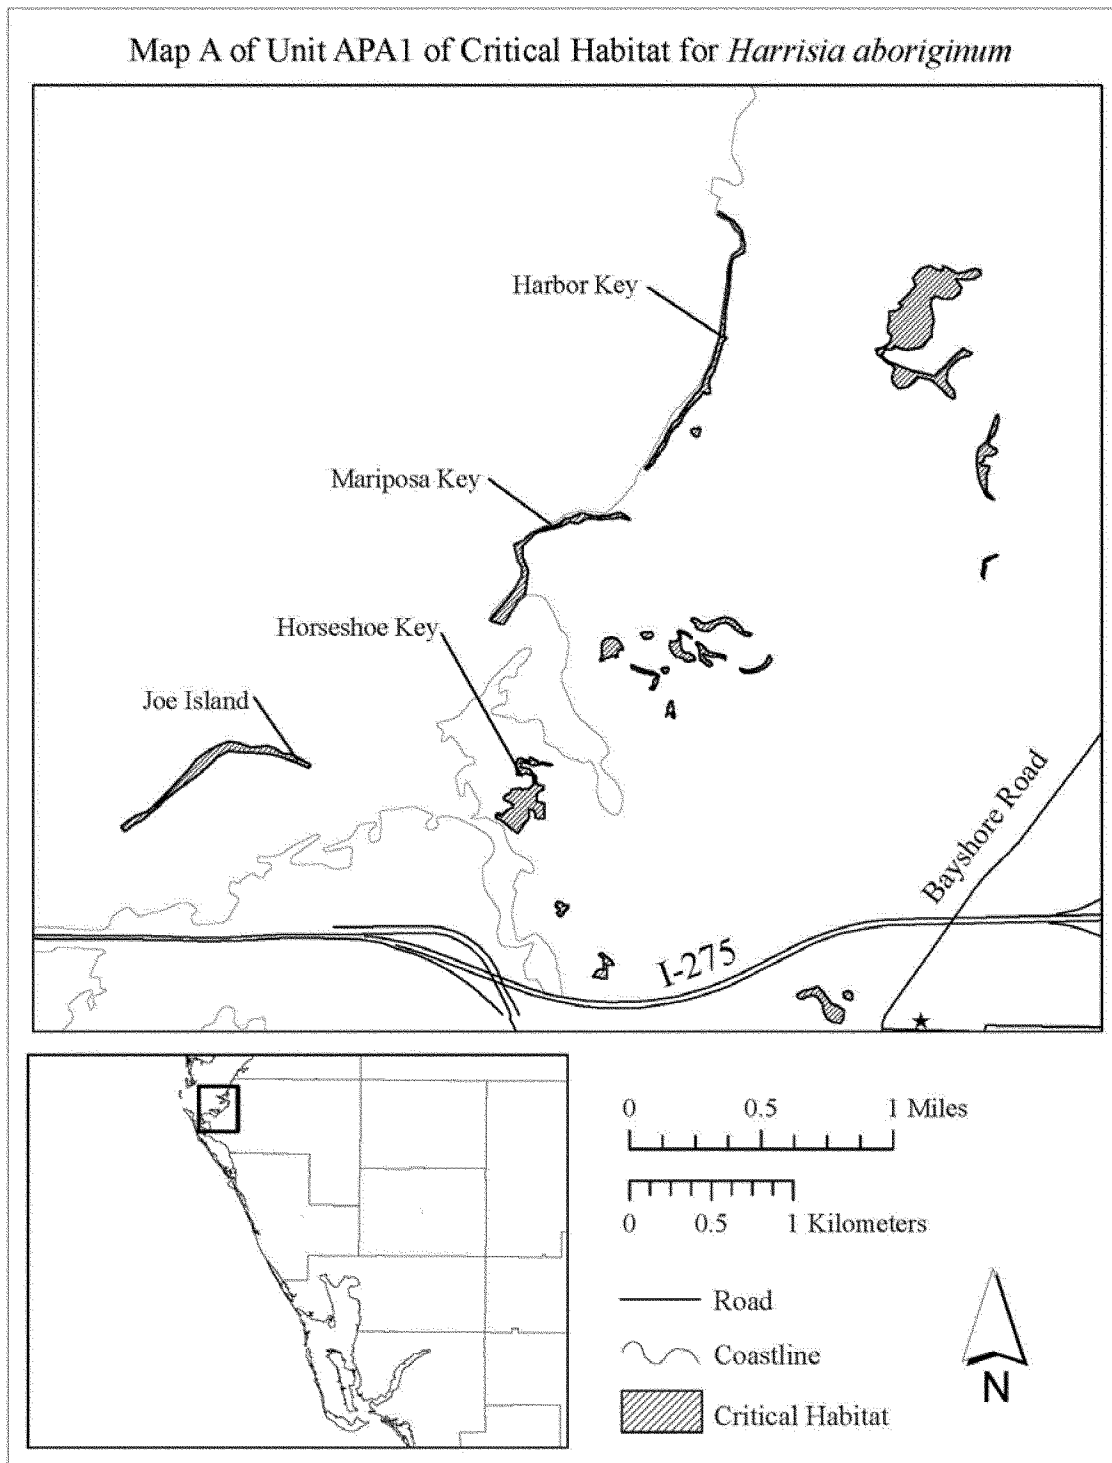 Map A of Unit APA1 of Critical Habitat for Harrisia aboriginum
Harbor Key
Mariposa Key
Horseshoe Key
Joe Island
Bayshore Road
I-275
0 0.5 1 Miles
0 0.5 1 Kilometers
Road
Coastline
Critical Habitat
N